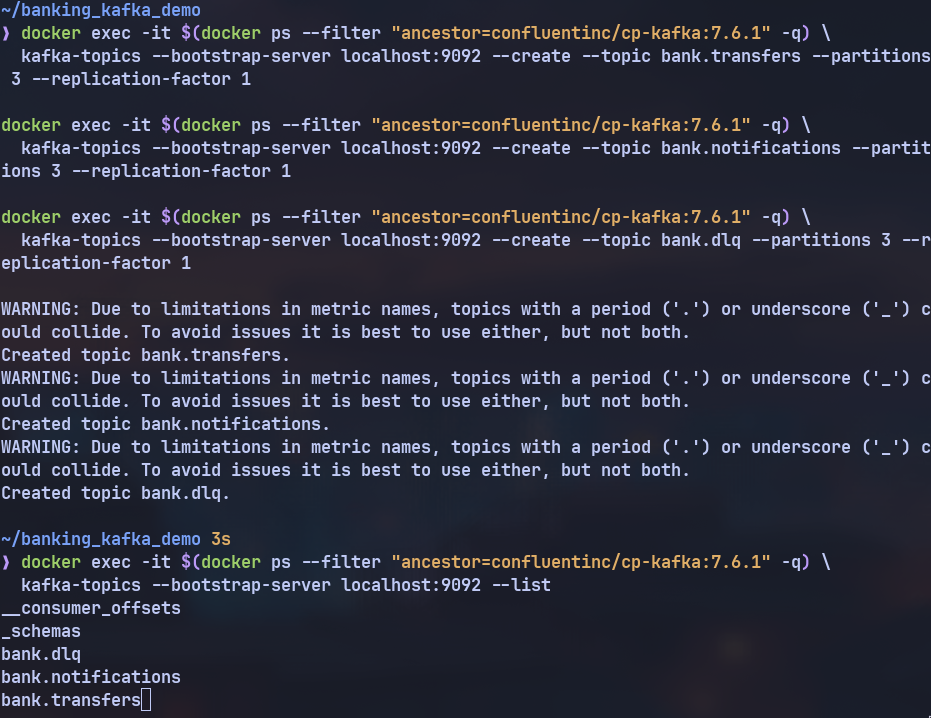 ~/banking_kafka_demo
❯ docker exec -it $(docker ps --filter "ancestor=confluentinc/cp-kafka:7.6.1" -q) \
  kafka-topics --bootstrap-server localhost:9092 --create --topic bank.transfers --partitions
 3 --replication-factor 1

docker exec -it $(docker ps --filter "ancestor=confluentinc/cp-kafka:7.6.1" -q) \
  kafka-topics --bootstrap-server localhost:9092 --create --topic bank.notifications --partit
ions 3 --replication-factor 1

docker exec -it $(docker ps --filter "ancestor=confluentinc/cp-kafka:7.6.1" -q) \
  kafka-topics --bootstrap-server localhost:9092 --create --topic bank.dlq --partitions 3 --r
eplication-factor 1

WARNING: Due to limitations in metric names, topics with a period ('.') or underscore ('_') c
ould collide. To avoid issues it is best to use either, but not both.
Created topic bank.transfers.
WARNING: Due to limitations in metric names, topics with a period ('.') or underscore ('_') c
ould collide. To avoid issues it is best to use either, but not both.
Created topic bank.notifications.
WARNING: Due to limitations in metric names, topics with a period ('.') or underscore ('_') c
ould collide. To avoid issues it is best to use either, but not both.
Created topic bank.dlq.

~/banking_kafka_demo 3s
❯ docker exec -it $(docker ps --filter "ancestor=confluentinc/cp-kafka:7.6.1" -q) \
  kafka-topics --bootstrap-server localhost:9092 --list
__consumer_offsets
_schemas
bank.dlq
bank.notifications
bank.transfers